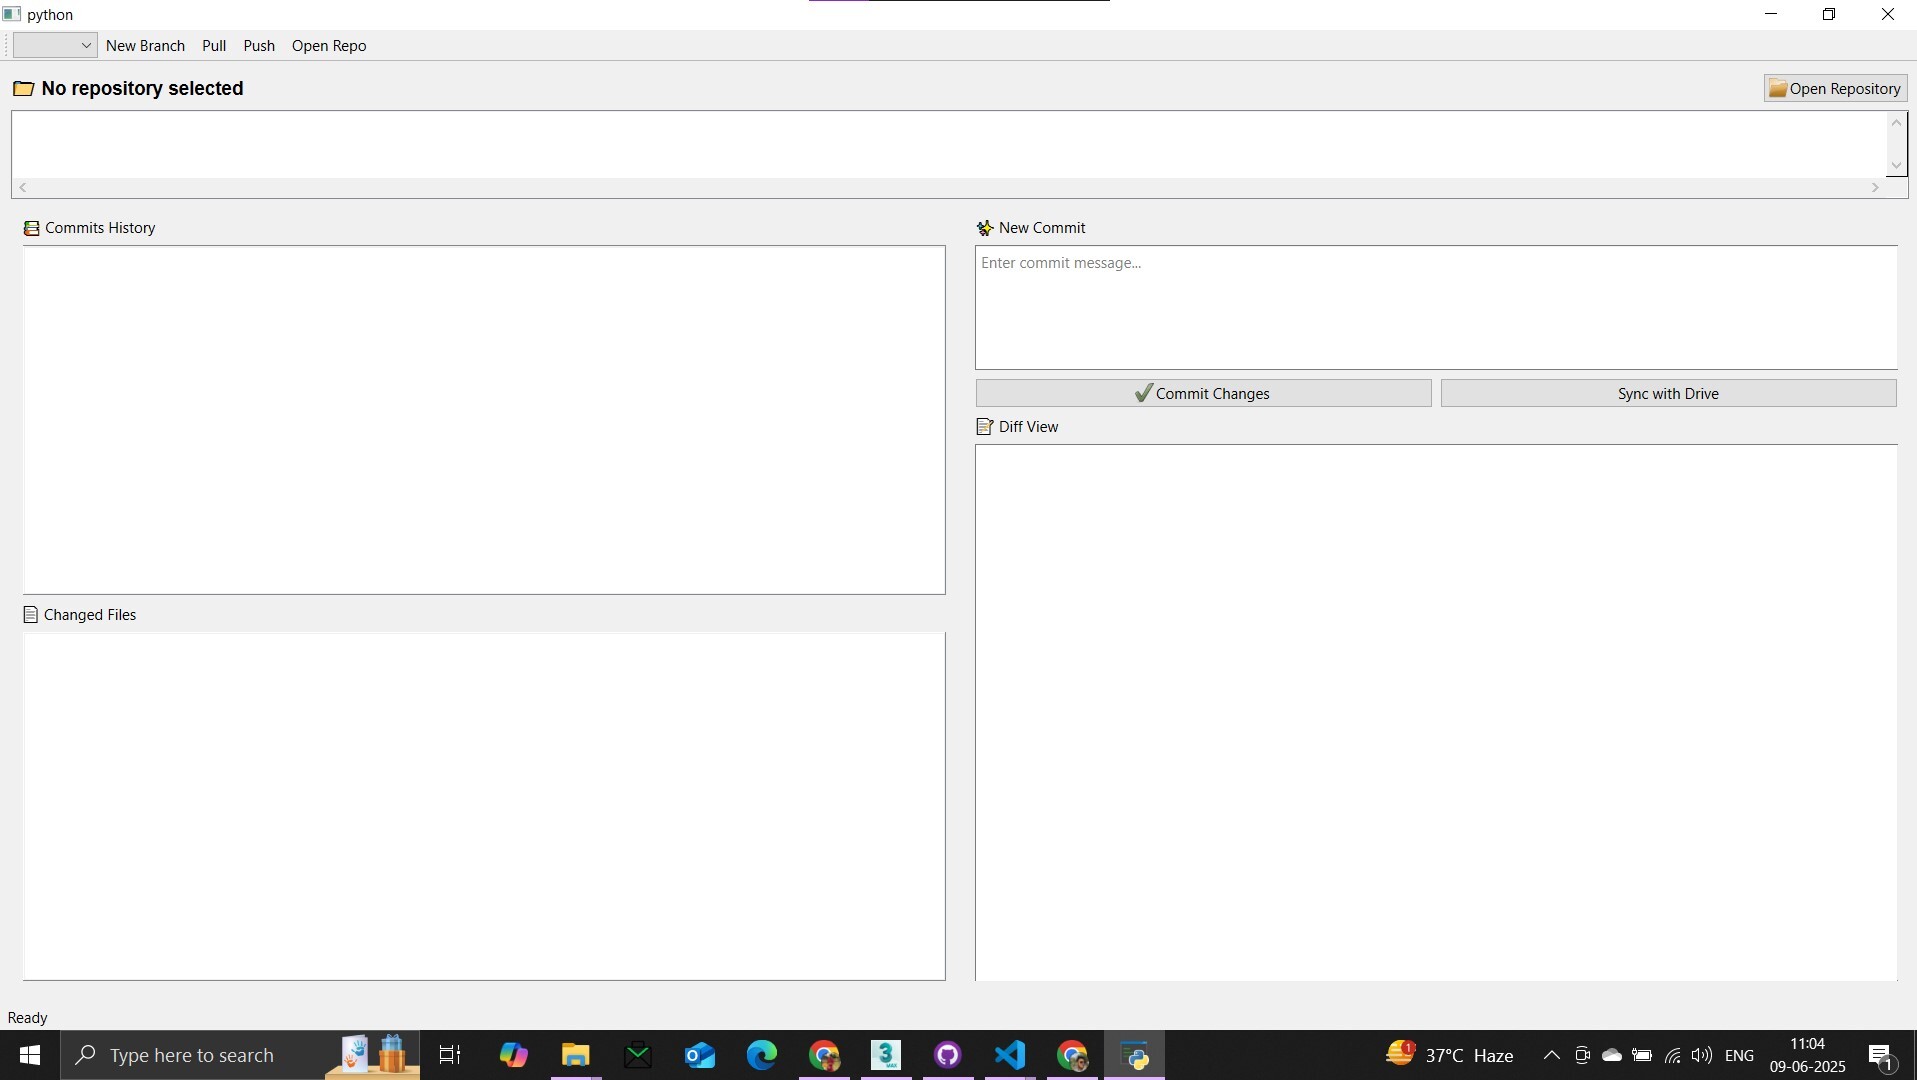 python
New Branch Pull Push Open Repo
No repository selected
Open Repository
Commits History
New Commit
Enter commit message...
Commit Changes
Sync with Drive
Diff View
Changed Files
Ready
Type here to search
3
MAX
1
37°C Haze
ENG
11:04
09-06-2025
1